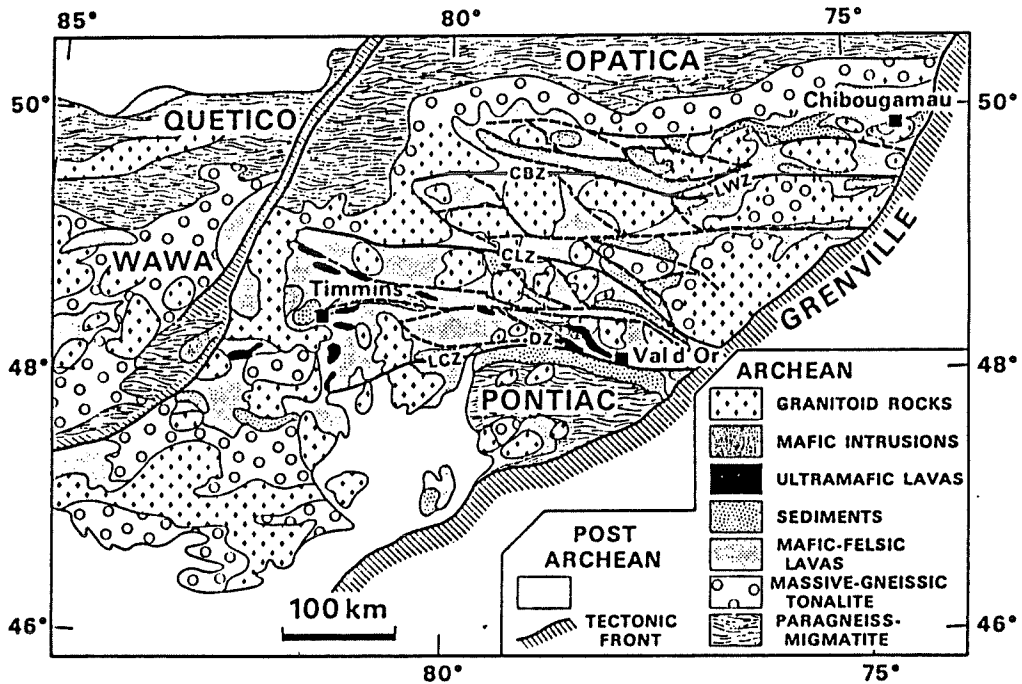 85°
80°
75°
OPATICA
50°
Chibougamau
50°
QUETICO
CBZ
LWZ
WAWA
CLZ
GRENVILLE
Timmins
DZ
Val d'Or
LCZ
48°
48°
PONTIAC
ARCHEAN
GRANITOID ROCKS
MAFIC INTRUSIONS
ULTRAMAFIC LAVAS
SEDIMENTS
MAFIC-FELSIC
LAVAS
MASSIVE-GNEISSIC
TONALITE
PARAGNEISS-
MIGMATITE
POST
ARCHEAN
TECTONIC
FRONT
100 km
46°
46°
80°
75°